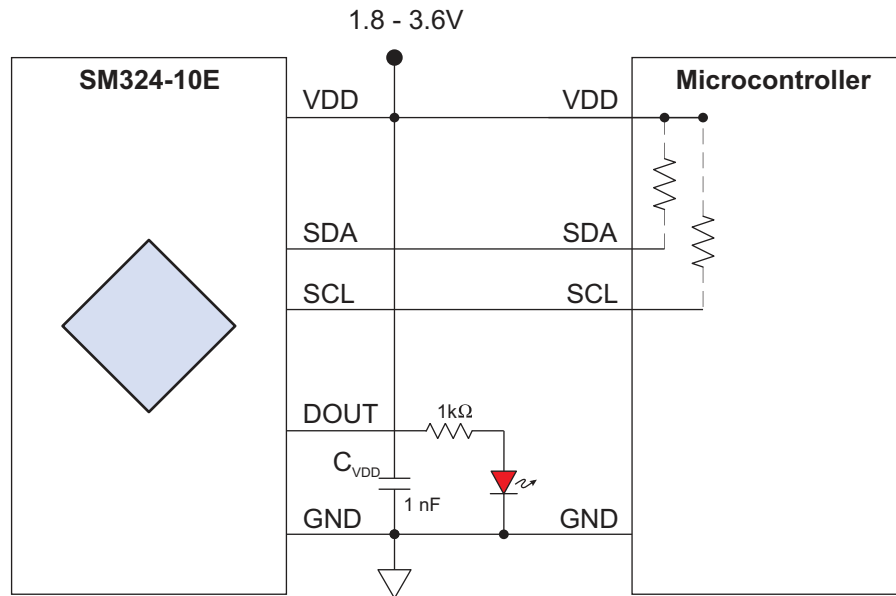 1.8 - 3.6V
SM324-10E
Microcontroller
VDD
VDD
SDA
SDA
SCL
SCL
DOUT
1kΩ
CVDD
1 nF
GND
GND